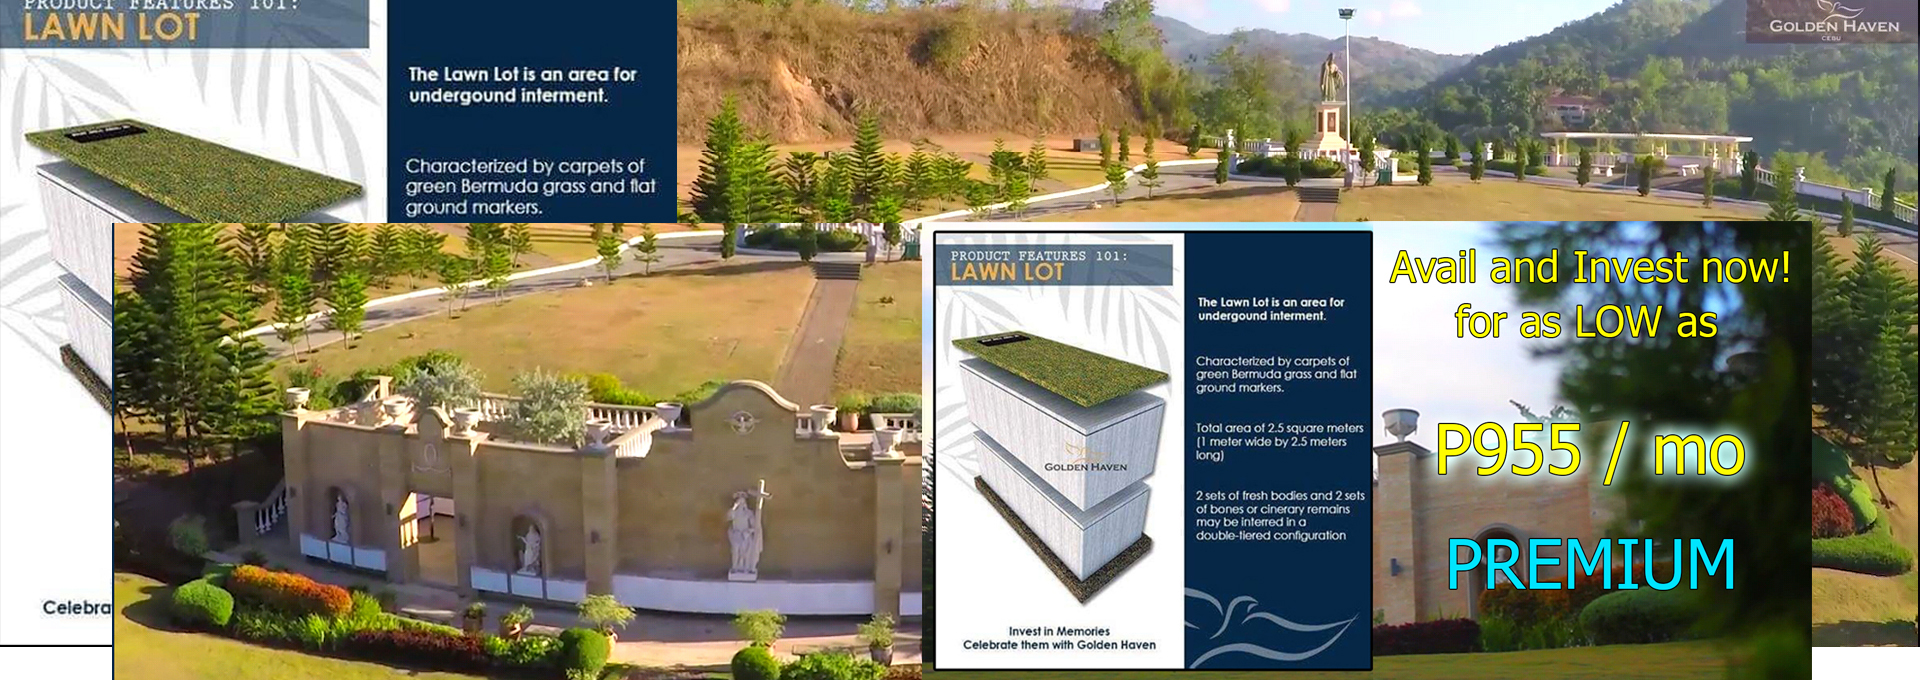 PRODUCT FEATURES 101:
LAWN LOT
The Lawn Lot is an area for
undergound interment.
Characterized by carpets of
green Bermuda grass and flat
ground markers.
Celebra
GOLDEN HAVEN
CEBU
PRODUCT FEATURES 101:
LAWN LOT
GOLDEN HAVEN
Invest in Memories
Celebrate them with Golden Haven
The Lawn Lot is an area for
undergound interment.
Characterized by carpets of
green Bermuda grass and flat
ground markers.
Total area of 2.5 square meters
(1 meter wide by 2.5 meters
long)
2 sets of fresh bodies and 2 sets
of bones or cinerary remains
may be interred in a
double-tiered configuration
Avail and Invest now!
for as LOW as
P955 / mo
PREMIUM